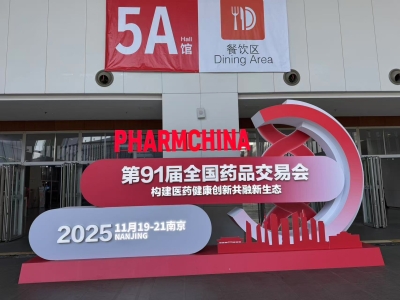 5A Hall 馆
餐饮区
Dining Area
PHARMCHINA
第91届全国药品交易会
构建医药健康创新共融新生态
2025 11月19-21南京
NANJING